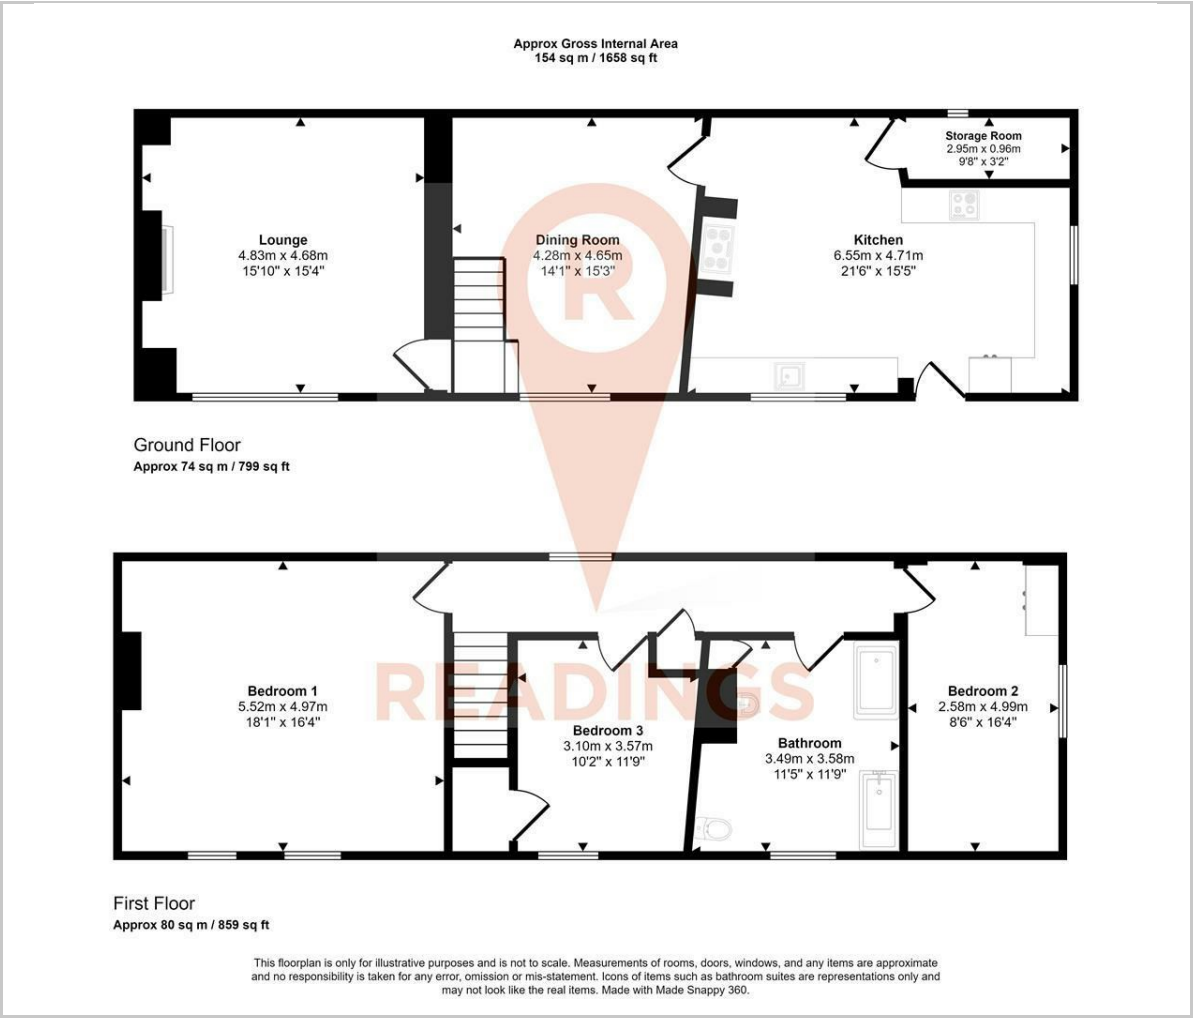 Approx Gross Internal Area
154 sq m / 1658 sq ft
Storage Room
2.95m x 0.96m
9'8" x 3'2"
Lounge
4.83m x 4.68m
15'10" x 15'4"
Dining Room
4.28m x 4.65m
14'1" x 15'3"
Kitchen
6.55m x 4.71m
21'6" x 15'5"
R
Ground Floor
Approx 74 sq m / 799 sq ft
READINGS
Bedroom 1
5.52m x 4.97m
18'1" x 16'4"
Bedroom 3
3.10m x 3.57m
10'2" x 11'9"
Bathroom
3.49m x 3.58m
11'5" x 11'9"
Bedroom 2
2.58m x 4.99m
8'6" x 16'4"
First Floor
Approx 80 sq m / 859 sq ft
This floorplan is only for illustrative purposes and is not to scale. Measurements of rooms, doors, windows, and any items are approximate
and no responsibility is taken for any error, omission or mis-statement. Icons of items such as bathroom suites are representations only and
may not look like the real items. Made with Made Snappy 360.